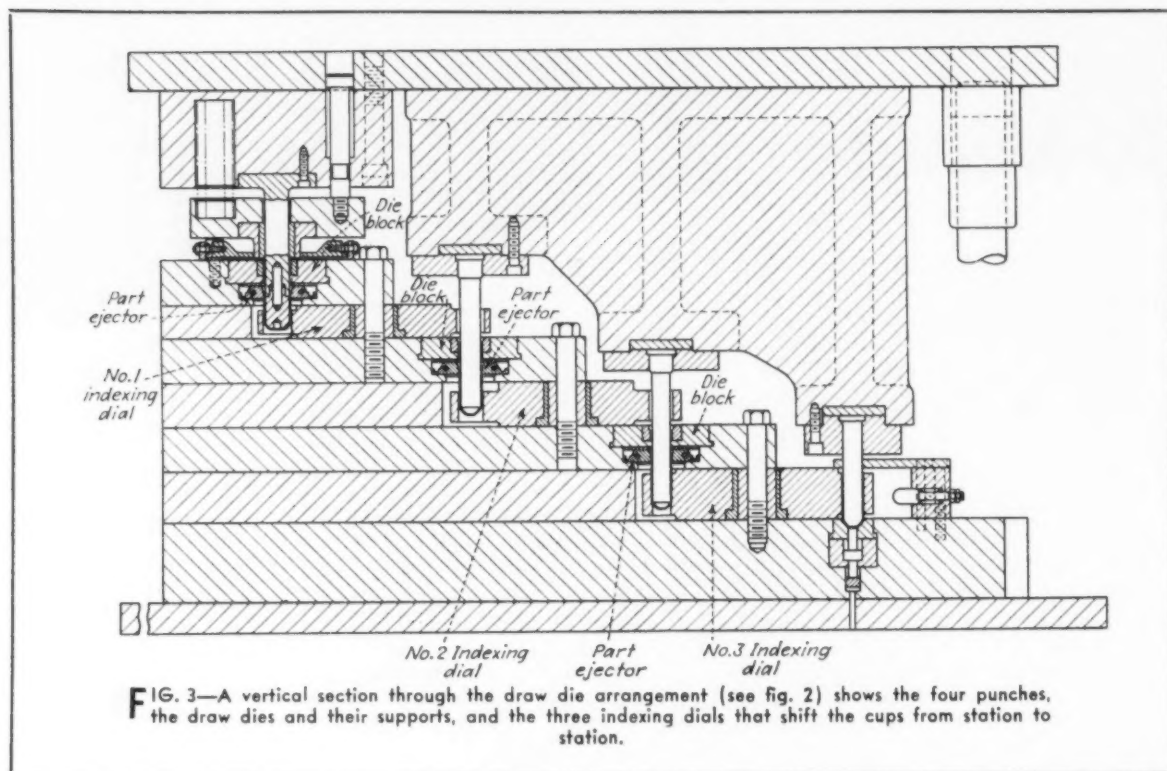 Die
block
Part
ejector
No.1
indexing
dial
Die
block
Part
ejector
Die
block
No.2 Indexing
dial
Part
ejector
No.3 Indexing
dial
FIG. 3—A vertical section through the draw die arrangement (see fig. 2) shows the four punches,
the draw dies and their supports, and the three indexing dials that shift the cups from station to
station.